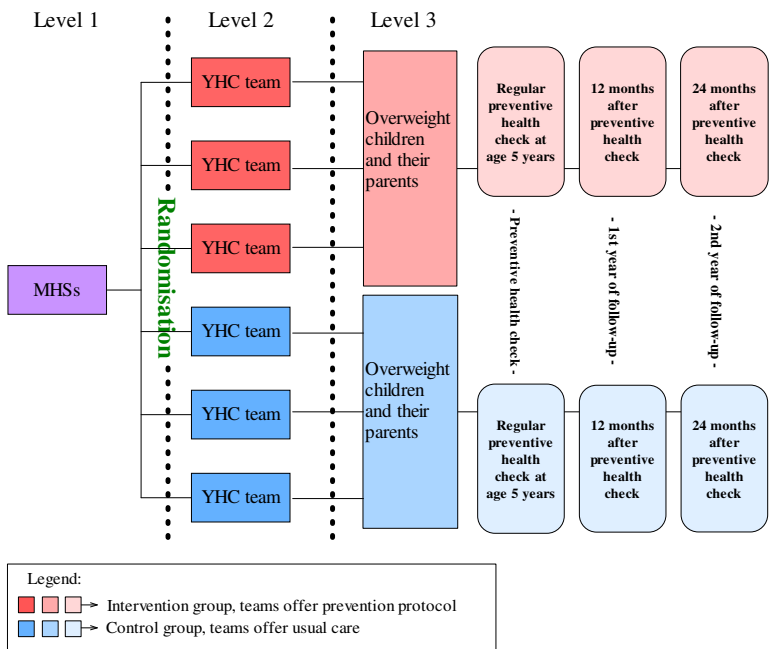 Level 1
Level 2
Level 3
MHSs
Randomisation
YHC team
YHC team
YHC team
YHC team
YHC team
YHC team
Overweight
children
and their
parents
Overweight
children
and their
parents
Regular
preventive
health
check at
age 5 years
12 months
after
preventive
health
check
24 months
after
preventive
health
check
- Preventive health check -
- 1st year of follow-up -
- 2nd year of follow-up -
Regular
preventive
health
check at
age 5 years
12 months
after
preventive
health
check
24 months
after
preventive
health
check
Legend:
Intervention group, teams offer prevention protocol
Control group, teams offer usual care